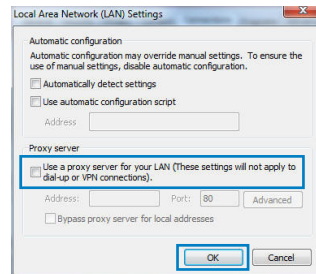 Local Area Network (LAN) Settings
Automatic configuration
Automatic configuration may override manual settings. To ensure the
use of manual settings, disable automatic configuration.
Automatically detect settings
Use automatic configuration script
Address
Proxy server
Use a proxy server for your LAN (These settings will not apply to
dial-up or VPN connections).
Address: Port: 80 Advanced
Bypass proxy server for local addresses
OK Cancel